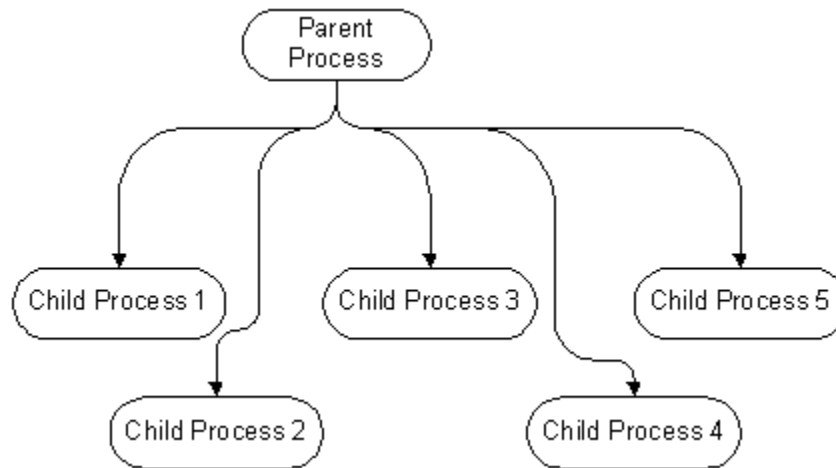 Parent
Process
Child Process 1
Child Process 3
Child Process 5
Child Process 2
Child Process 4